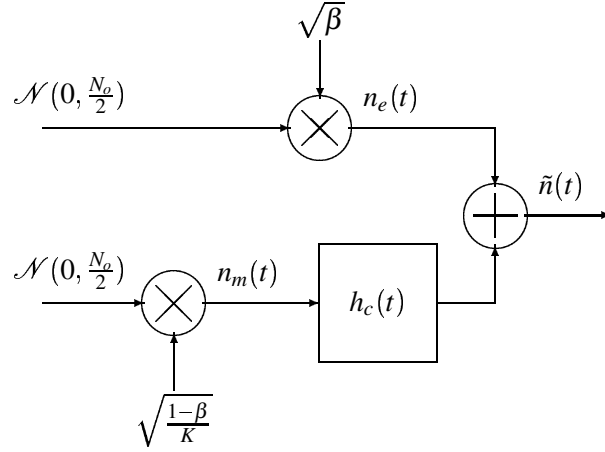 √β
𝒩(0, N_o/2)
n_e(t)
ñ(t)
𝒩(0, N_o/2)
n_m(t)
h_c(t)
√((1−β)/K)